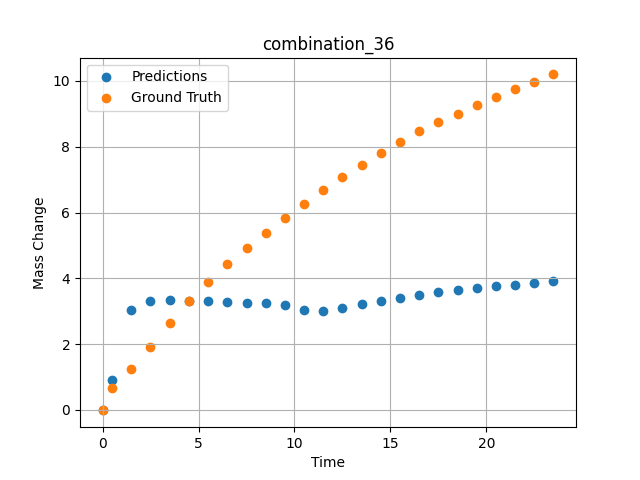 combination_36
Predictions
Ground Truth
Mass Change
10
8
6
4
2
0
0 5 10 15 20
Time